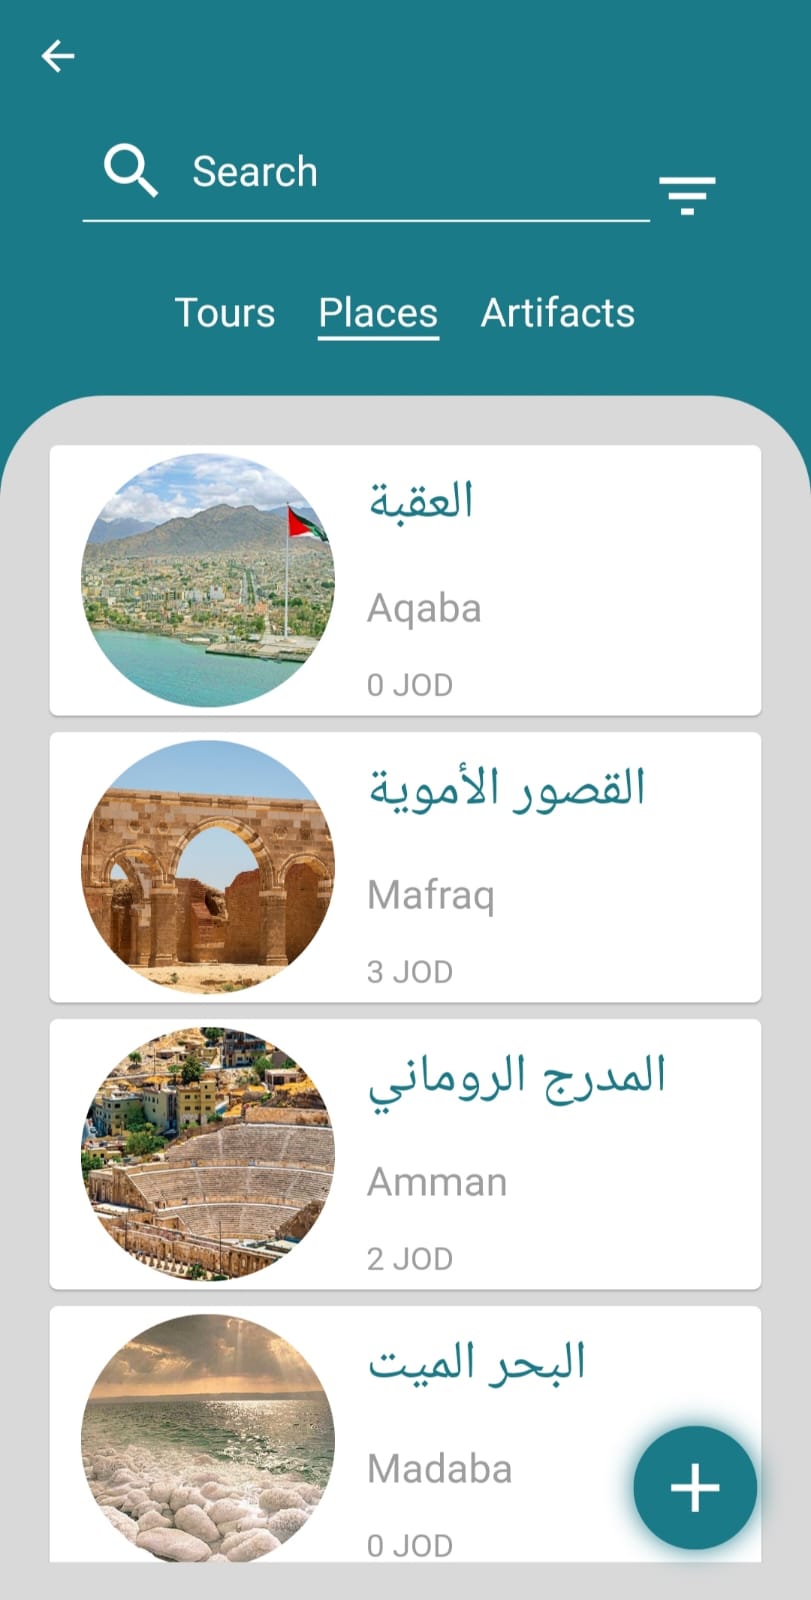 Search
Tours Places Artifacts
العقبة
Aqaba
0 JOD
القصور الأموية
Mafraq
3 JOD
المدرج الروماني
Amman
2 JOD
البحر الميت
Madaba
0 JOD